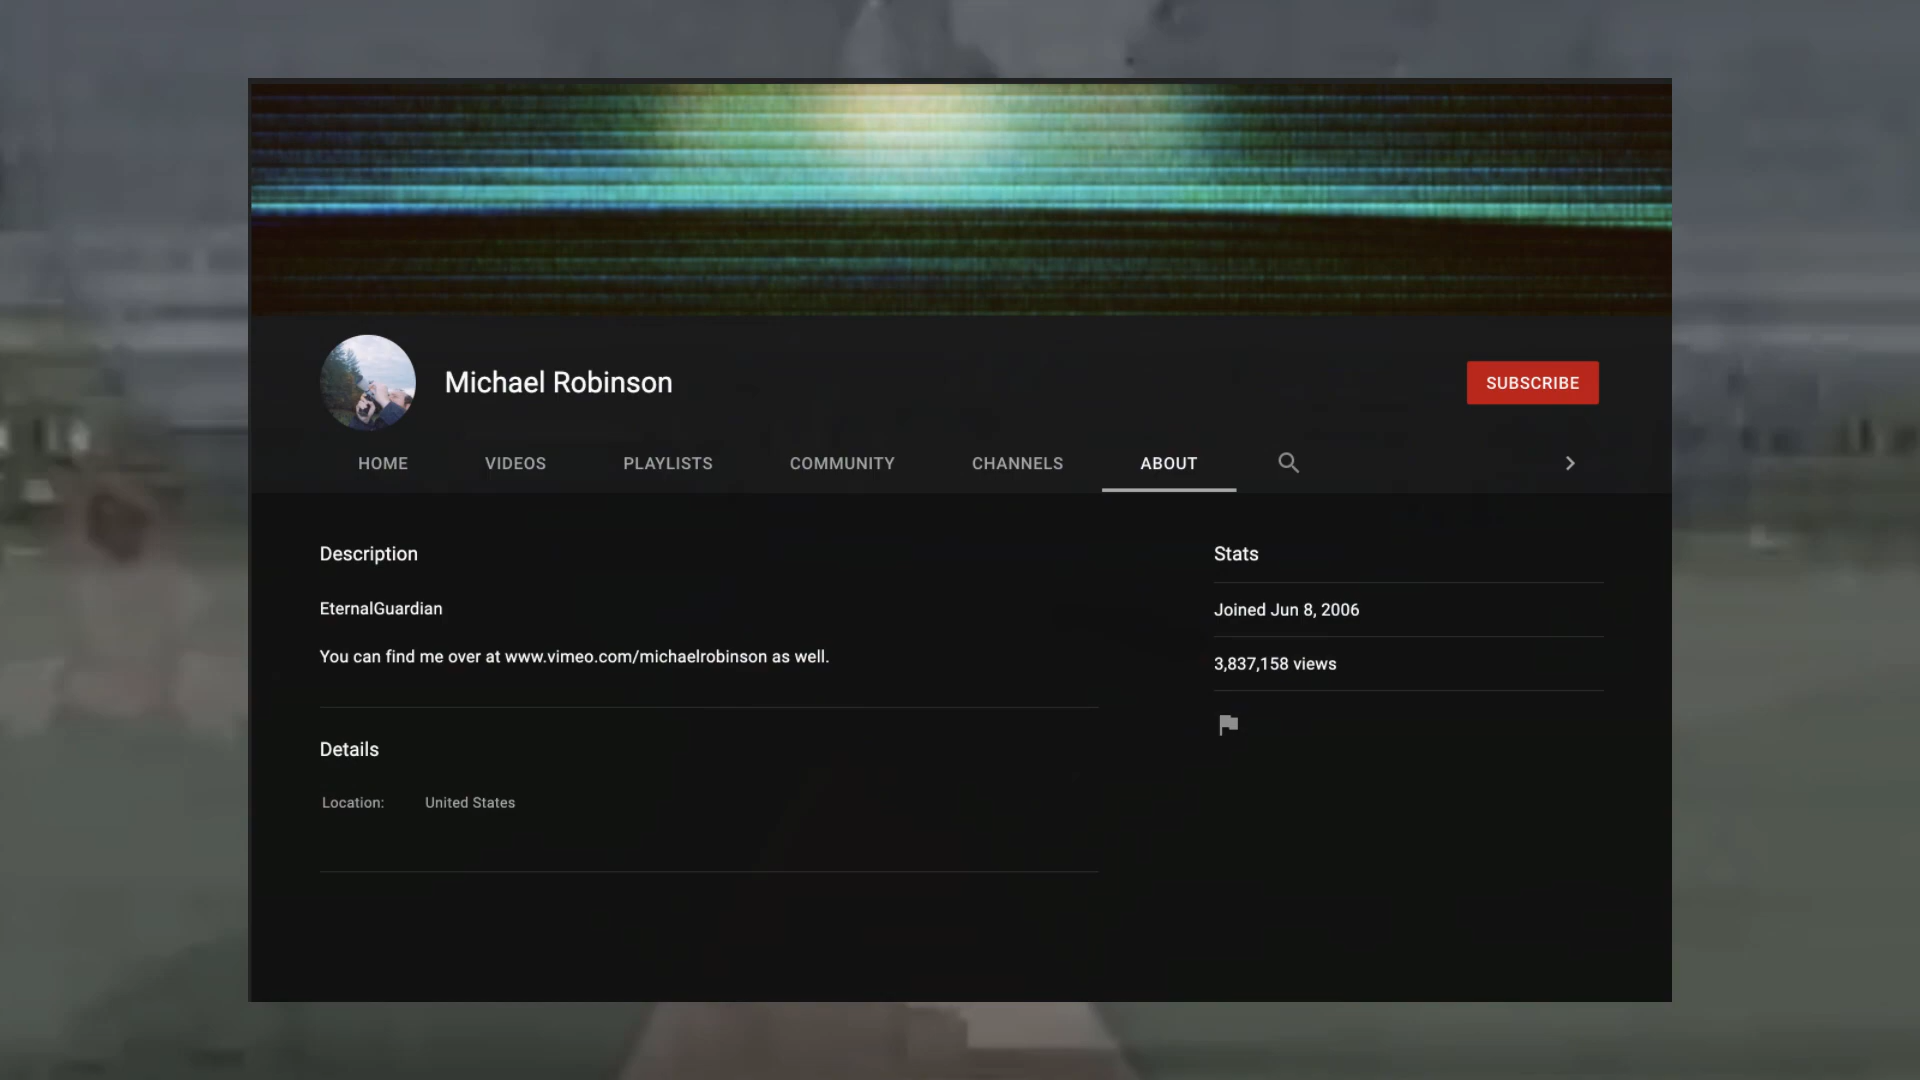 Michael Robinson
SUBSCRIBE
HOME VIDEOS PLAYLISTS COMMUNITY CHANNELS ABOUT
Description
EternalGuardian
You can find me over at www.vimeo.com/michaelrobinson as well.
Details
Location: United States
Stats
Joined Jun 8, 2006
3,837,158 views